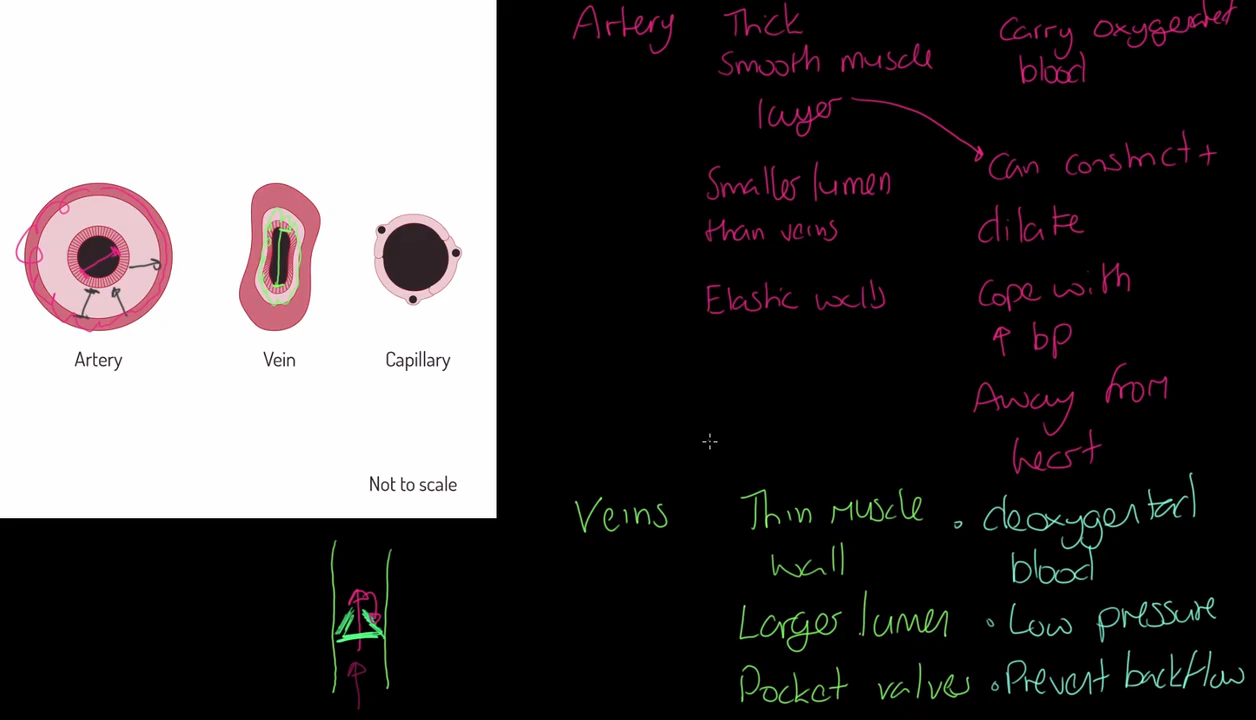 Artery Thick Carry oxygenated
Smooth muscle blood
layer
Can constrict +
Smaller lumen
than veins dilate
Elastic walls Cope with
↑ bp
Artery Vein Capillary
Away from
heart
Not to scale
Veins Thin Muscle • deoxygentad
wall blood
Larger lumen • Low pressure
Pocket valves • Prevent backflow